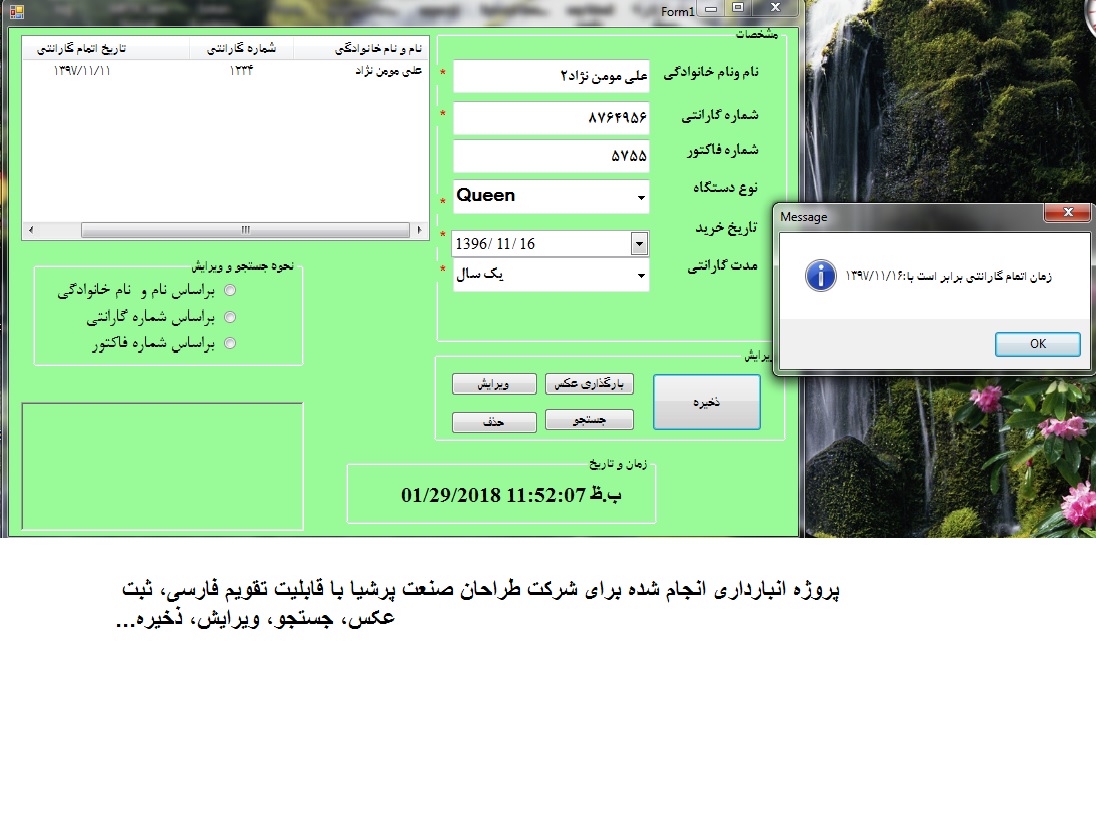 Form1
مشخصات
نام ونام خانوادگی
علی مومن نژاد۲
*
شماره گارانتی
۸۷۶۴۹۵۶
*
شماره فاکتور
۵۷۵۵
نوع دستگاه
Queen
*
تاریخ خرید
1396/ 11/ 16
*
مدت گارانتی
یک سال
*
نام و نام خانوادگی شماره گارانتی تاریخ اتمام گارانتی
علی مومن نژاد ۱۲۳۴ ۱۳۹۷/۱۱/۱۱
نحوه جستجو و ویرایش
براساس نام و نام خانوادگی
براساس شماره گارانتی
براساس شماره فاکتور
ویرایش
ذخیره
بارگذاری عکس
ویرایش
جستجو
حذف
زمان و تاریخ
01/29/2018 11:52:07 ب.ظ
Message
زمان اتمام گارانتی برابر است با:۱۳۹۷/۱۱/۱۶
OK
پروژه انبارداری انجام شده برای شرکت طراحان صنعت پرشیا با قابلیت تقویم فارسی، ثبت
عکس، جستجو، ویرایش، ذخیره...